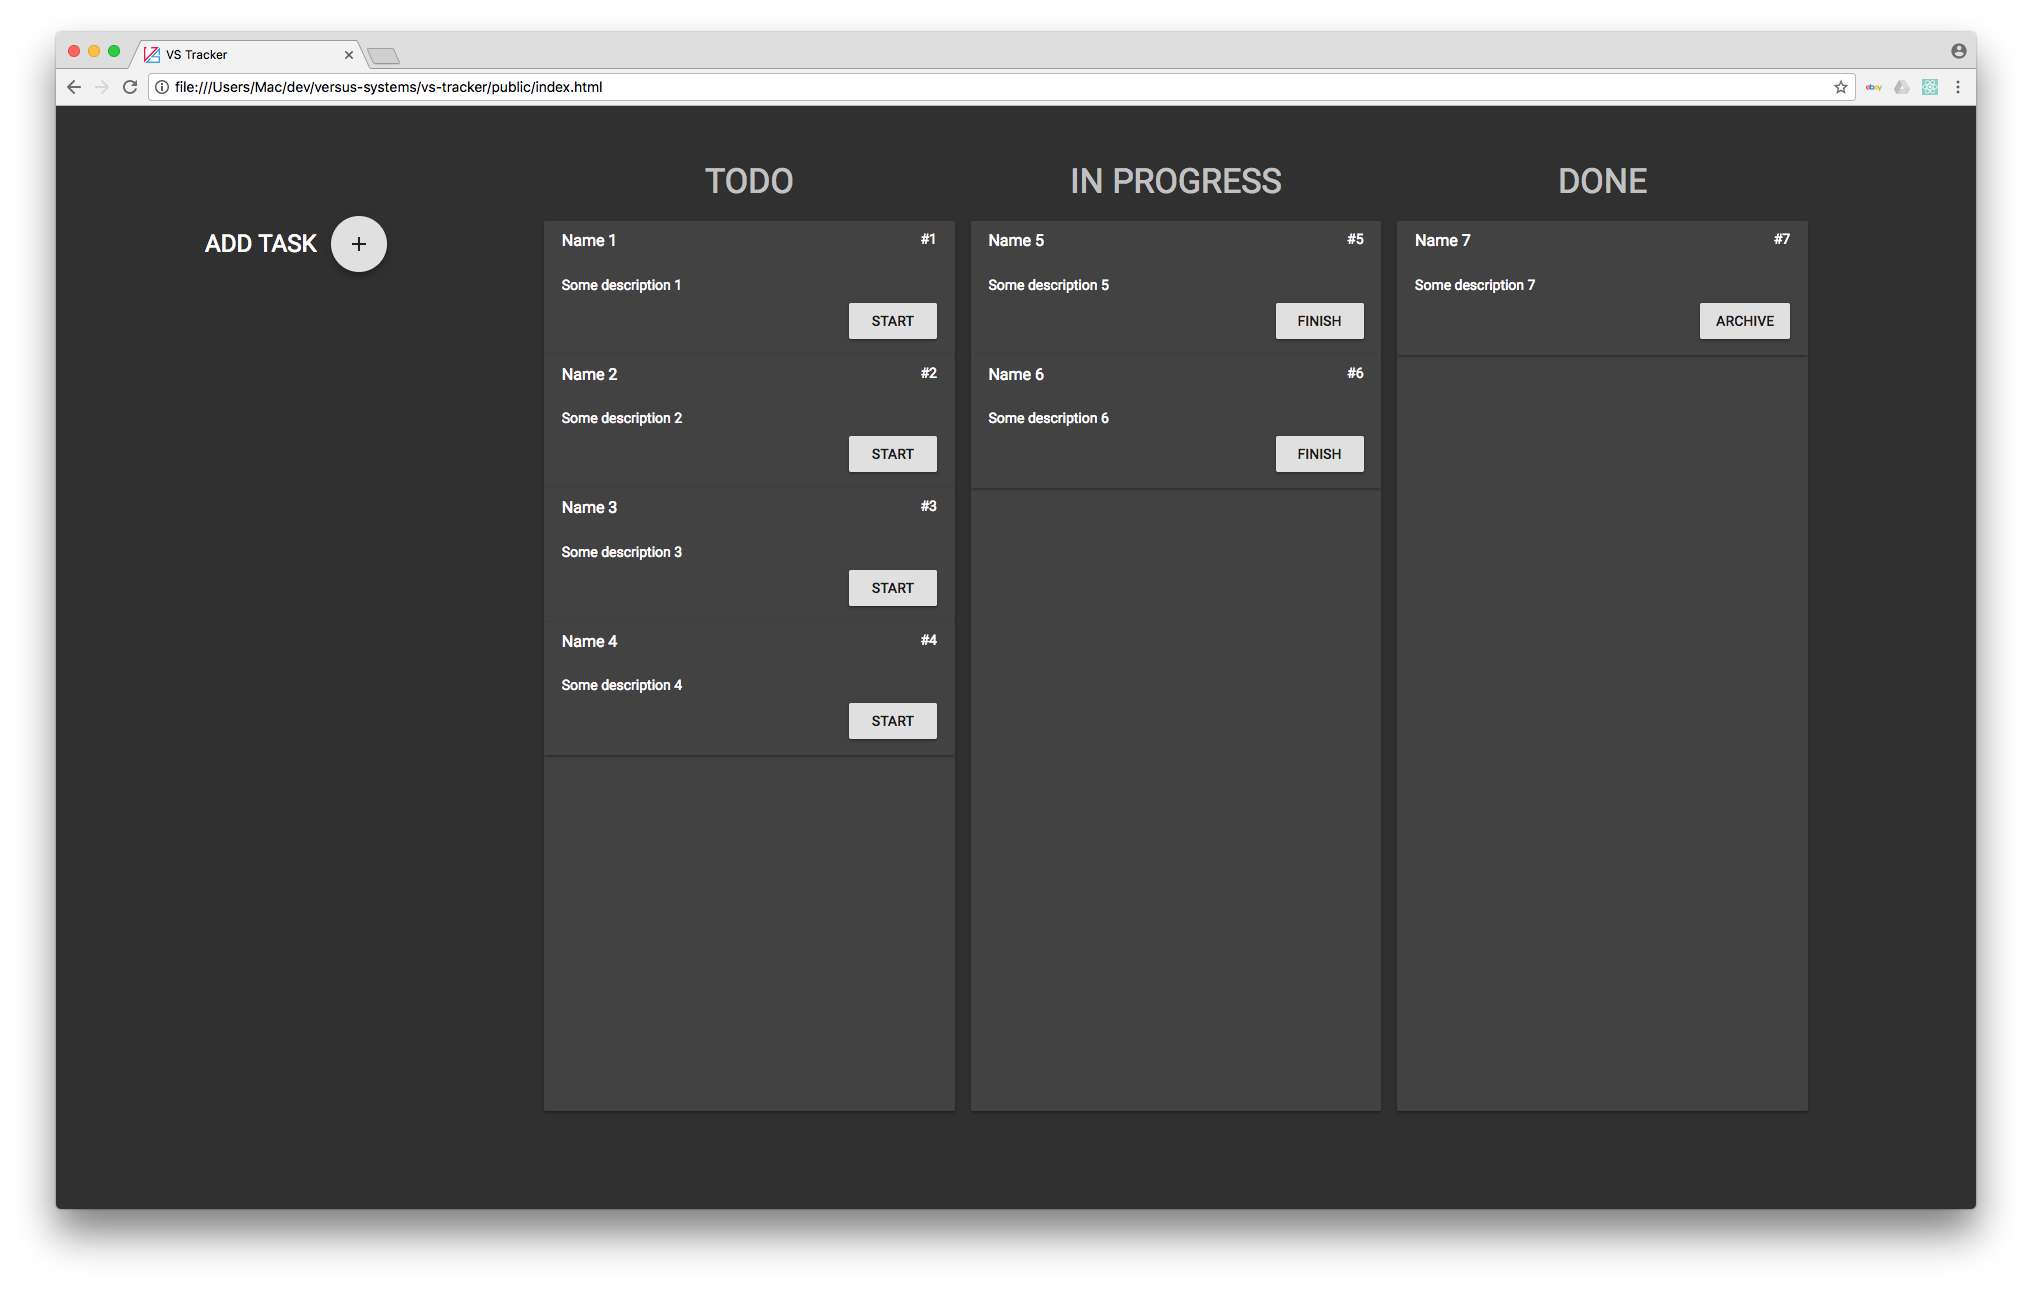 VS Tracker
file:///Users/Mac/dev/versus-systems/vs-tracker/public/index.html
ebay
ADD TASK +
TODO
Name 1 #1
Some description 1
START
Name 2 #2
Some description 2
START
Name 3 #3
Some description 3
START
Name 4 #4
Some description 4
START
IN PROGRESS
Name 5 #5
Some description 5
FINISH
Name 6 #6
Some description 6
FINISH
DONE
Name 7 #7
Some description 7
ARCHIVE